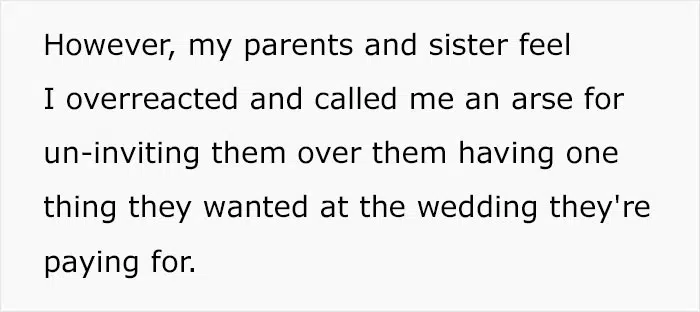 However, my parents and sister feel
I overreacted and called me an arse for
un-inviting them over them having one
thing they wanted at the wedding they're
paying for.